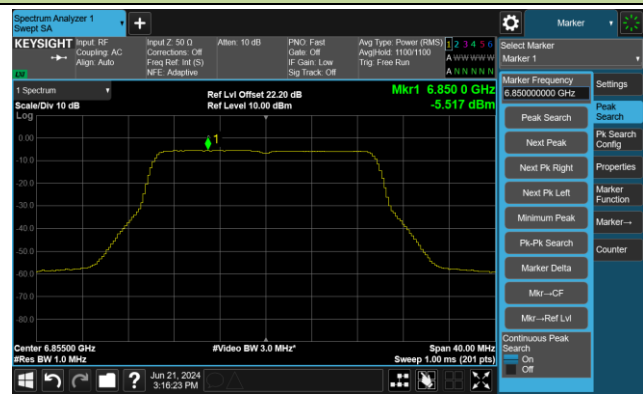 Spectrum Analyzer 1
Swept SA
Marker
KEYSIGHT
LVI
Input: RF
Coupling: AC
Align: Auto
Input Z: 50 Ω
Corrections: Off
Freq Ref: Int (S)
NFE: Adaptive
Atten: 10 dB
PNO: Fast
Gate: Off
IF Gain: Low
Sig Track: Off
Avg Type: Power (RMS)
Avg|Hold: 1100/1100
Trig: Free Run
1 2 3 4 5 6
A W W W W W
A N N N N N
Select Marker
Marker 1
1 Spectrum
Scale/Div 10 dB
Log
Ref Lvl Offset 22.20 dB
Ref Level 10.00 dBm
Mkr1 6.850 0 GHz
-5.517 dBm
1
0.00
-10.0
-20.0
-30.0
-40.0
-50.0
-60.0
-70.0
-80.0
Center 6.85500 GHz
#Res BW 1.0 MHz
#Video BW 3.0 MHz*
Span 40.00 MHz
Sweep 1.00 ms (201 pts)
Marker Frequency
6.850000000 GHz
Peak Search
Next Peak
Next Pk Right
Next Pk Left
Minimum Peak
Pk-Pk Search
Marker Delta
Mkr→CF
Mkr→Ref Lvl
Continuous Peak
Search
On
Off
Settings
Peak
Search
Pk Search
Config
Properties
Marker
Function
Marker→
Counter
Jun 21, 2024
3:16:23 PM